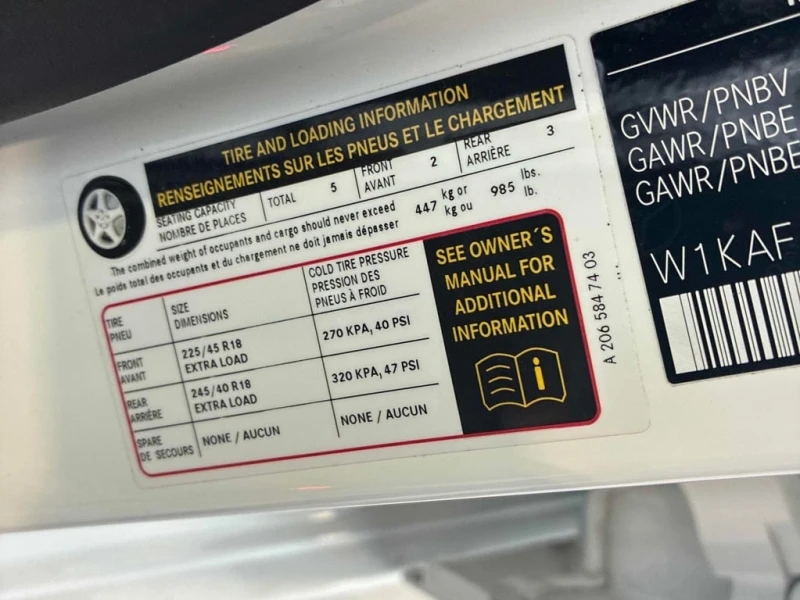 TIRE AND LOADING INFORMATION
RENSEIGNEMENTS SUR LES PNEUS ET LE CHARGEMENT
SEATING CAPACITY
NOMBRE DE PLACES
TOTAL 5
FRONT
AVANT
2
REAR
ARRIÈRE
3
The combined weight of occupants and cargo should never exceed
Le poids total des occupants et du chargement ne doit jamais dépasser
447 kg or
kg ou
985 lbs.
lb.
TIRE
PNEU
SIZE
DIMENSIONS
COLD TIRE PRESSURE
PRESSION DES
PNEUS À FROID
FRONT
AVANT
225/45 R18
EXTRA LOAD
270 KPA, 40 PSI
REAR
ARRIÈRE
245/40 R18
EXTRA LOAD
320 KPA, 47 PSI
SPARE
DE SECOURS
NONE / AUCUN
NONE / AUCUN
SEE OWNER´S
MANUAL FOR
ADDITIONAL
INFORMATION
i
A 206 584 74 03
GVWR/PNBV
GAWR/PNBE
GAWR/PNBE
W1KAF